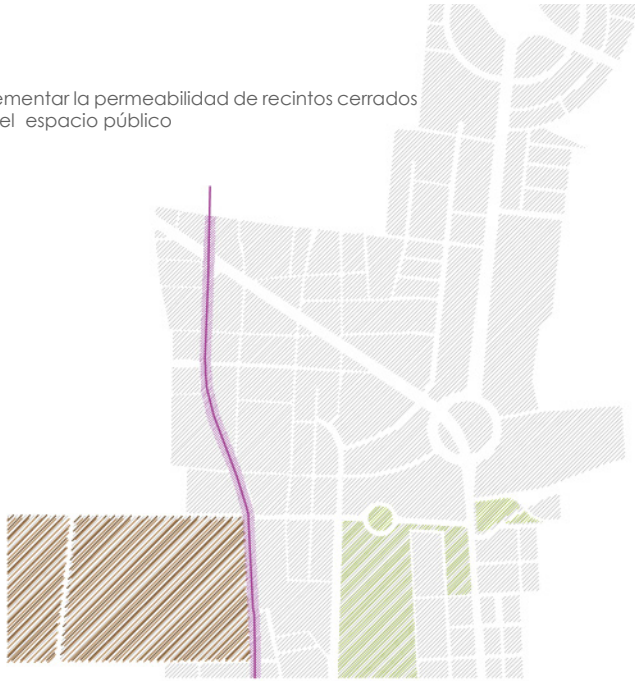 ementar la permeabilidad de recintos cerrados
el espacio público